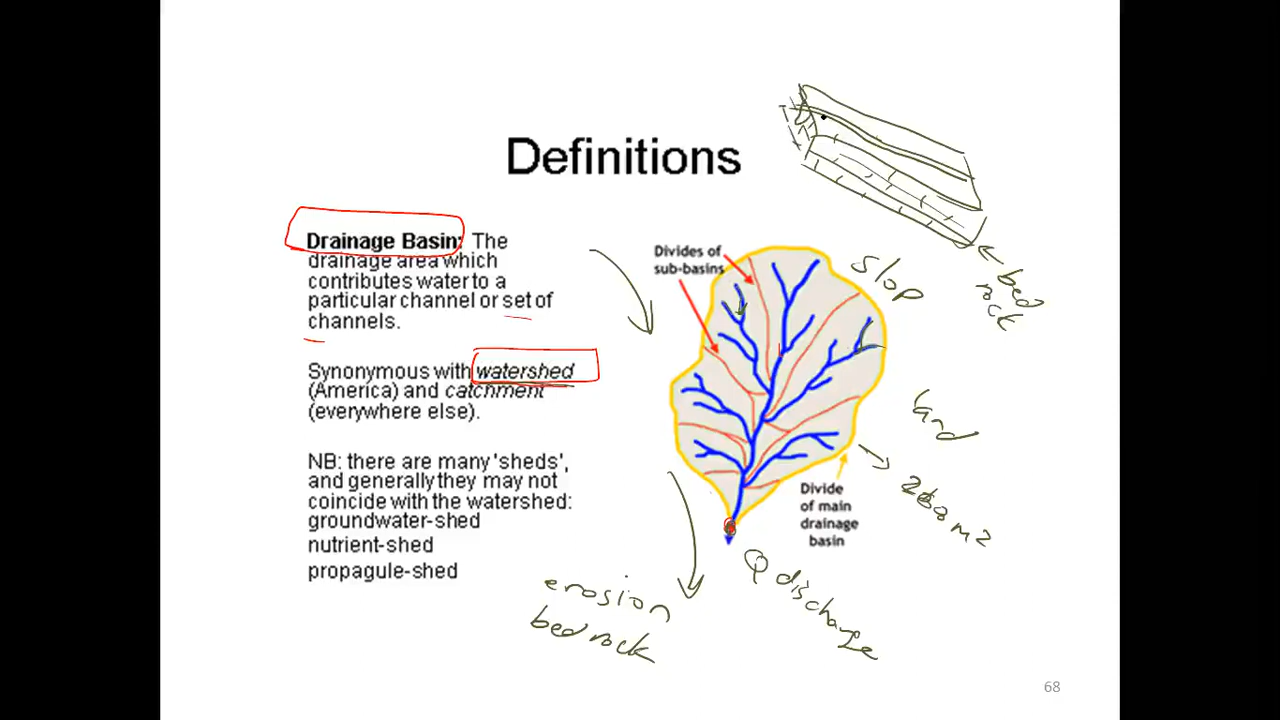 Definitions
Drainage Basin: The
drainage area which
contributes water to a
particular channel or set of
channels.
Synonymous with watershed
(America) and catchment
(everywhere else).
NB: there are many 'sheds',
and generally they may not
coincide with the watershed:
groundwater-shed
nutrient-shed
propagule-shed
Divides of
sub-basins
Divide
of main
drainage
basin
slop
bed
rock
land
m2
Q discharge
erosion
bedrock
68